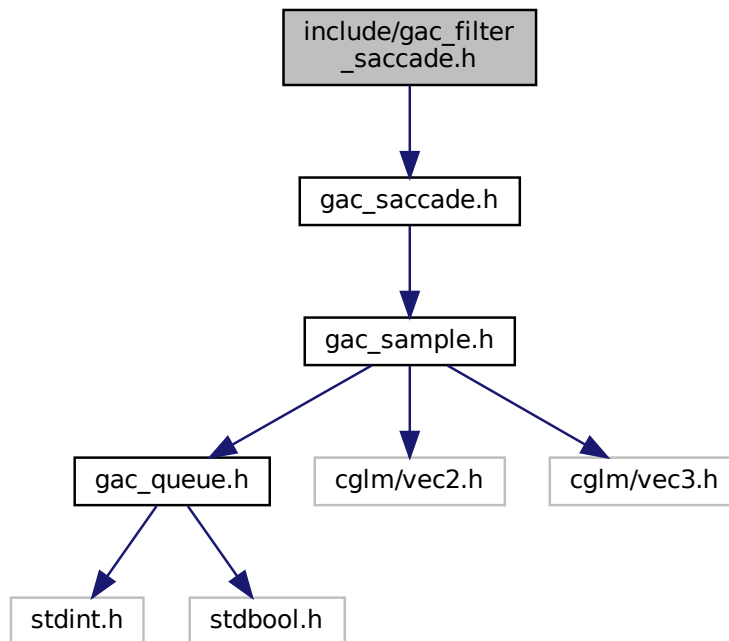 include/gac_filter
_saccade.h
gac_saccade.h
gac_sample.h
gac_queue.h
cglm/vec2.h
cglm/vec3.h
stdint.h
stdbool.h